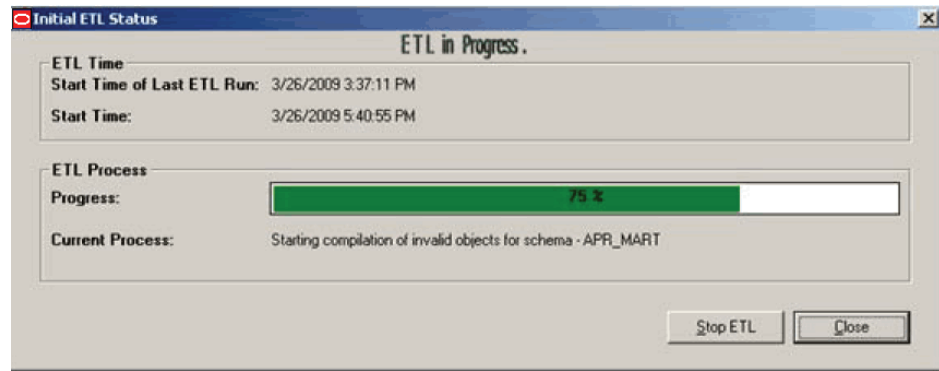 Initial ETL Status
ETL in Progress.
ETL Time
Start Time of Last ETL Run: 3/26/2009 3:37:11 PM
Start Time: 3/26/2009 5:40:55 PM
ETL Process
Progress: 75 %
Current Process: Starting compilation of invalid objects for schema - APR_MART
Stop ETL Close